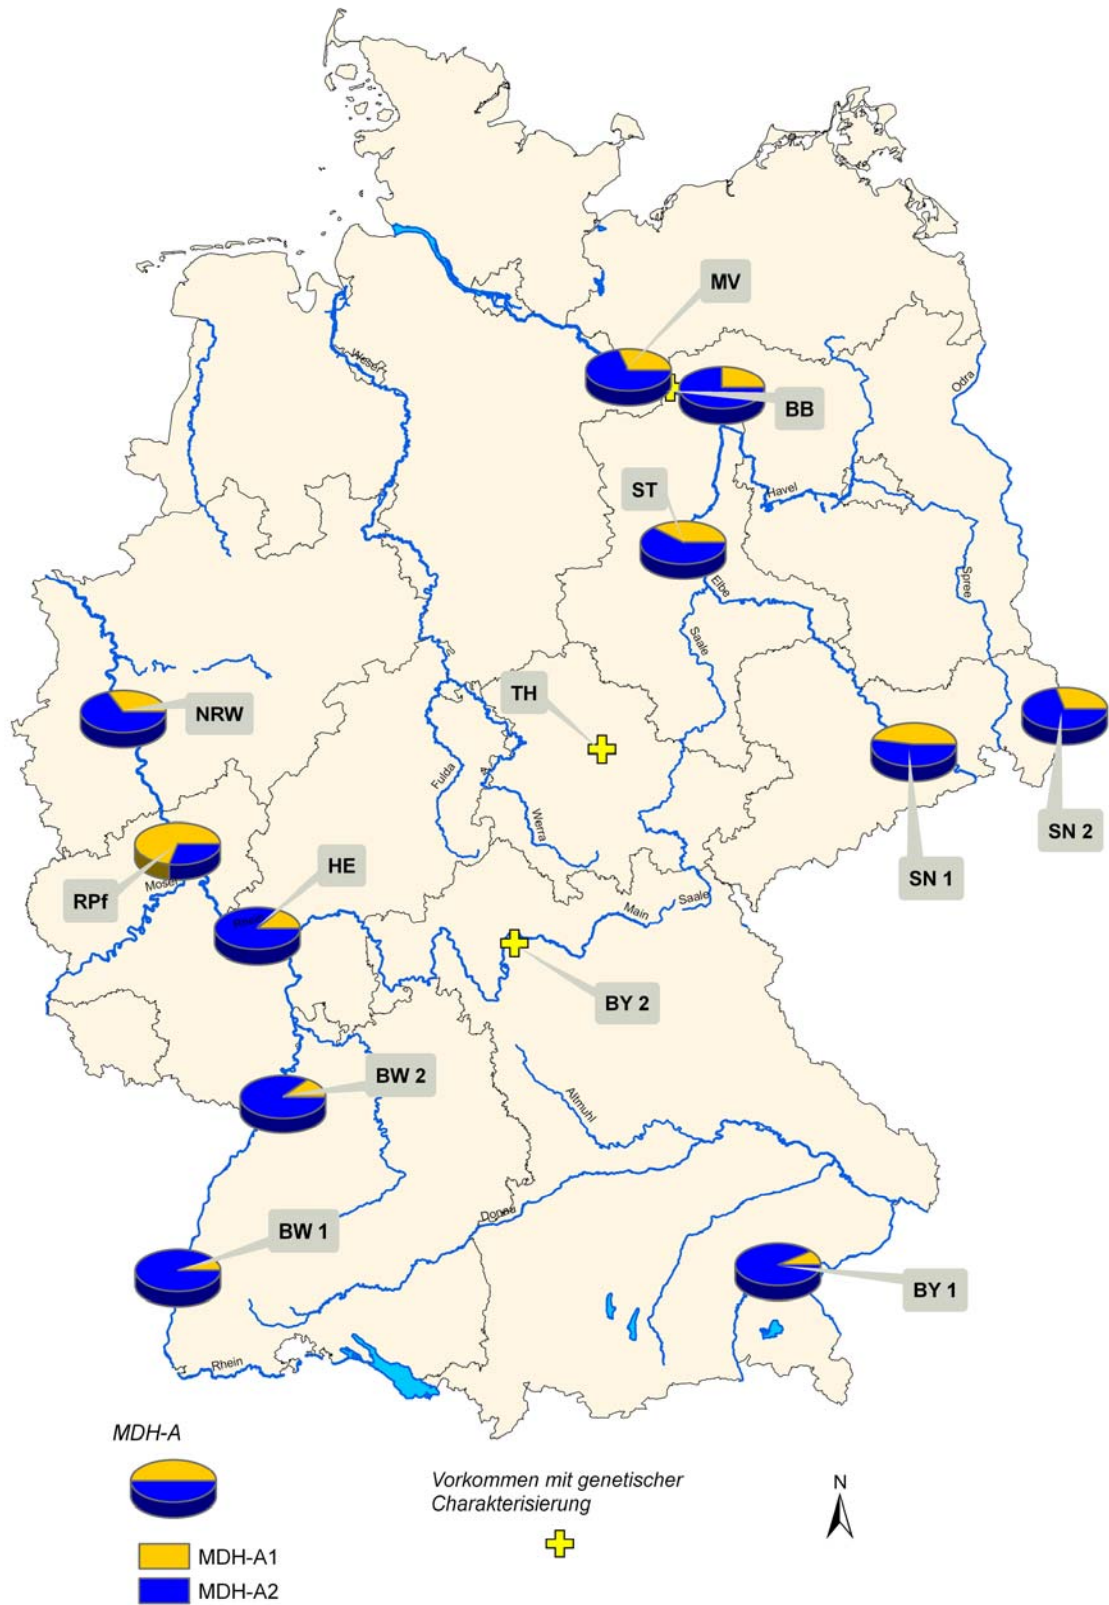 MV
BB
Weser
Odra
ST
Havel
Elbe
Spree
Saale
TH
NRW
Fulda
Werra
SN 2
SN 1
HE
RPf
Mosel
Main
Saale
BY 2
BW 2
Altmuhl
Donau
BW 1
BY 1
Rhein
MDH-A
Vorkommen mit genetischer
Charakterisierung
N
MDH-A1
MDH-A2